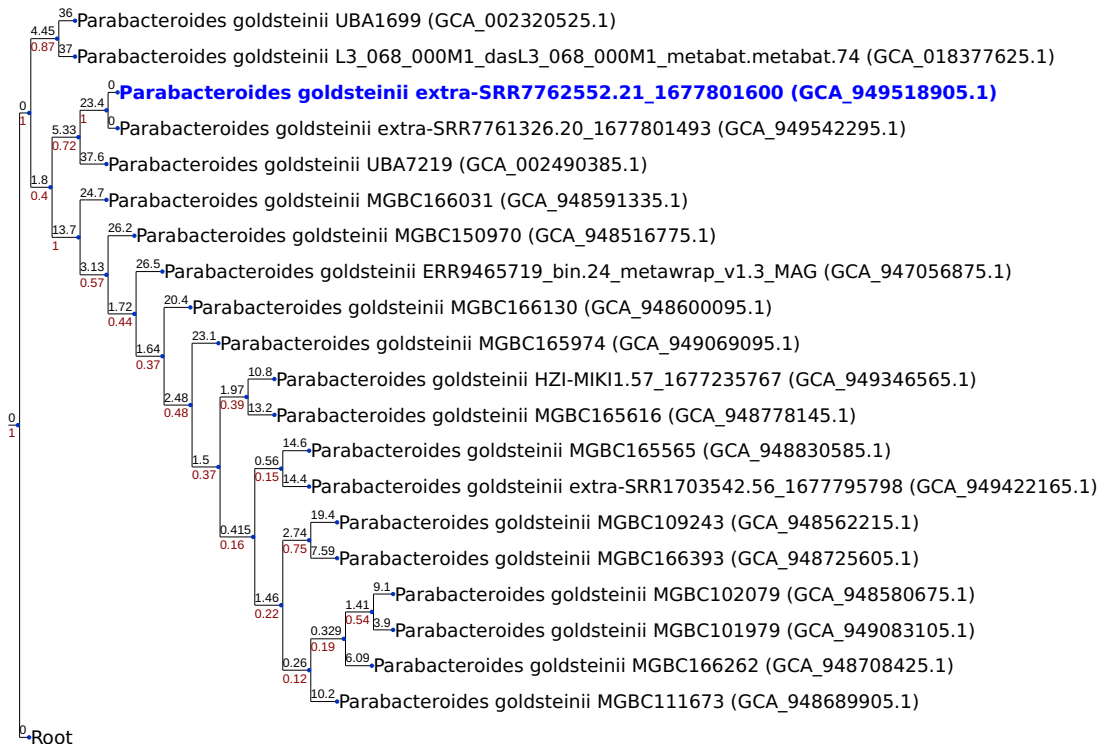 36
Parabacteroides goldsteinii UBA1699 (GCA_002320525.1)
4.45
0.87
37
Parabacteroides goldsteinii L3_068_000M1_dasL3_068_000M1_metabat.metabat.74 (GCA_018377625.1)
0
Parabacteroides goldsteinii extra-SRR7762552.21_1677801600 (GCA_949518905.1)
0
1
23.4
1
0
Parabacteroides goldsteinii extra-SRR7761326.20_1677801493 (GCA_949542295.1)
5.33
0.72
37.6
Parabacteroides goldsteinii UBA7219 (GCA_002490385.1)
1.8
0.4
24.7
Parabacteroides goldsteinii MGBC166031 (GCA_948591335.1)
13.7
1
26.2
Parabacteroides goldsteinii MGBC150970 (GCA_948516775.1)
3.13
0.57
26.5
Parabacteroides goldsteinii ERR9465719_bin.24_metawrap_v1.3_MAG (GCA_947056875.1)
1.72
0.44
20.4
Parabacteroides goldsteinii MGBC166130 (GCA_948600095.1)
1.64
0.37
23.1
Parabacteroides goldsteinii MGBC165974 (GCA_949069095.1)
10.8
Parabacteroides goldsteinii HZI-MIKI1.57_1677235767 (GCA_949346565.1)
2.48
0.48
1.97
0.39
13.2
Parabacteroides goldsteinii MGBC165616 (GCA_948778145.1)
0
1
14.6
Parabacteroides goldsteinii MGBC165565 (GCA_948830585.1)
1.5
0.37
0.56
0.15
14.4
Parabacteroides goldsteinii extra-SRR1703542.56_1677795798 (GCA_949422165.1)
19.4
Parabacteroides goldsteinii MGBC109243 (GCA_948562215.1)
0.415
0.16
2.74
0.75
7.59
Parabacteroides goldsteinii MGBC166393 (GCA_948725605.1)
9.1
Parabacteroides goldsteinii MGBC102079 (GCA_948580675.1)
1.46
0.22
1.41
0.54
3.9
Parabacteroides goldsteinii MGBC101979 (GCA_949083105.1)
0.329
0.19
6.09
Parabacteroides goldsteinii MGBC166262 (GCA_948708425.1)
0.26
0.12
10.2
Parabacteroides goldsteinii MGBC111673 (GCA_948689905.1)
0
Root